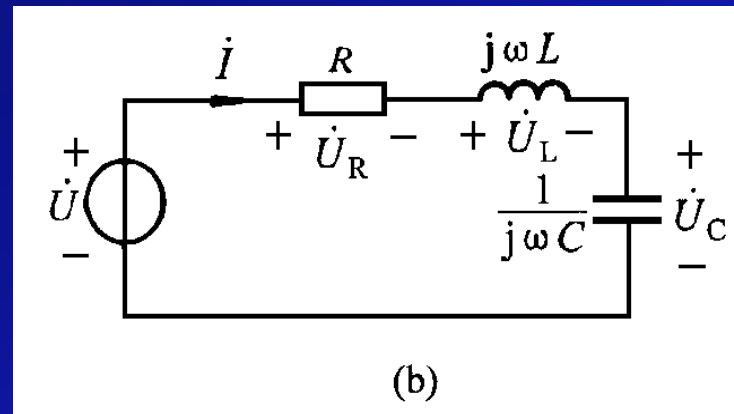 İ
R
jωL
+ U̇R - + U̇L -
+
U̇
-
1
jωC
+
U̇C
-
(b)